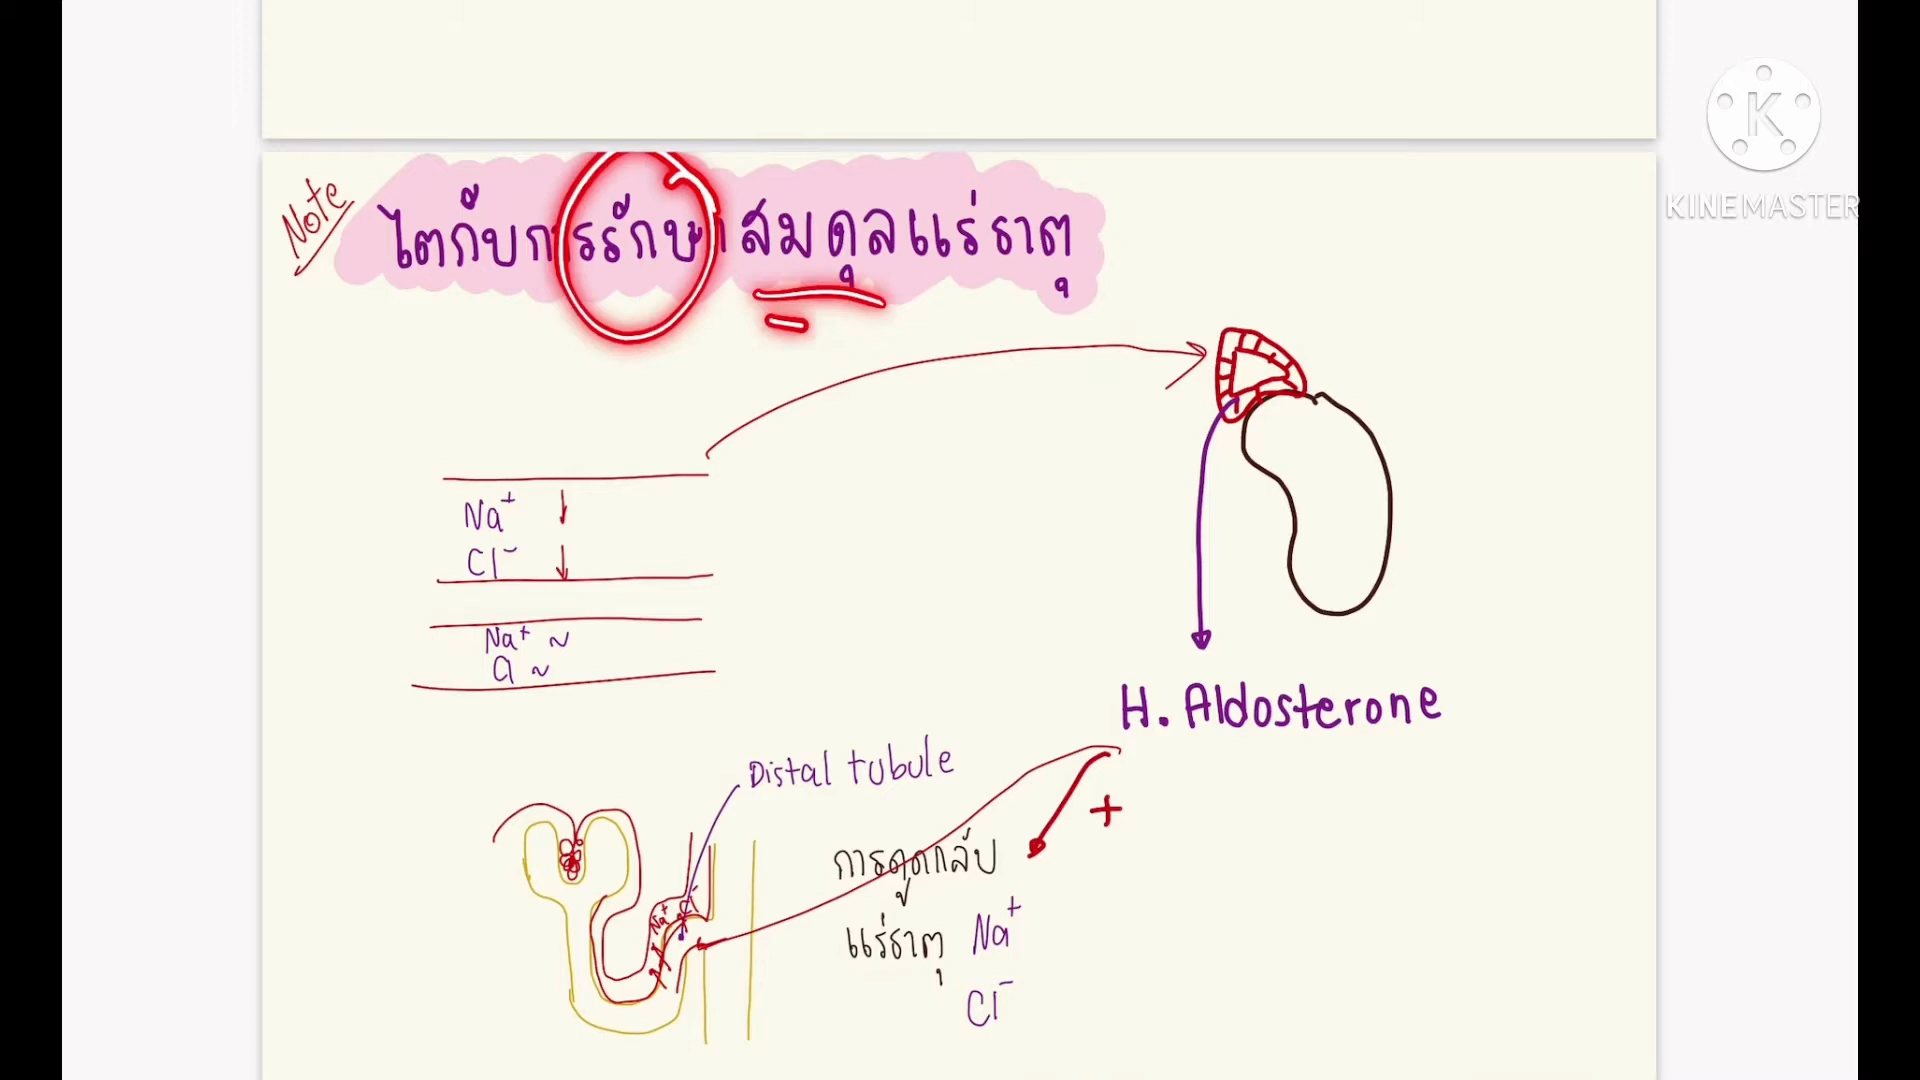 Note
ไตกับการรักษาสมดุลแร่ธาตุ
K
KINEMASTER
Na+ ↓
Cl- ↓
Na+ ~
Cl ~
H. Aldosterone
Distal tubule
+
การดูดกลับ
แร่ธาตุ Na+
Cl-
Na+ Cl-